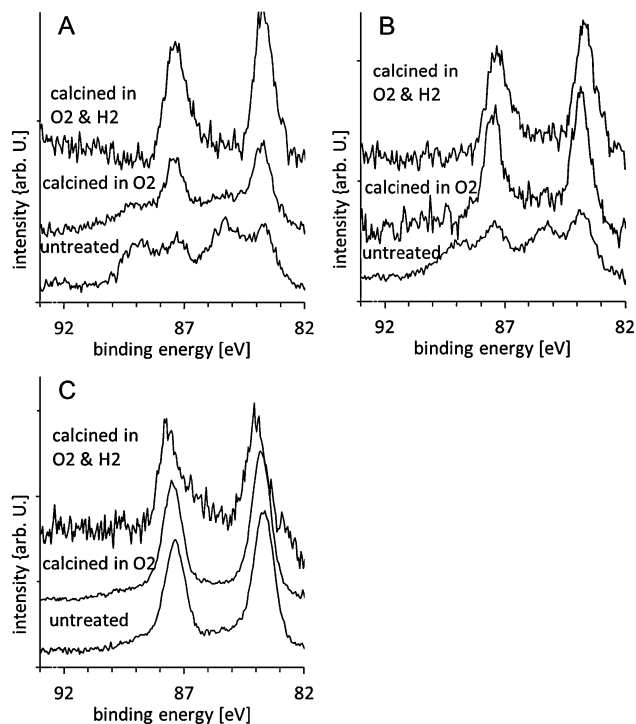 A
calcined in
O2 & H2
calcined in O2
untreated
intensity {arb. U.]
92 87 82
binding energy [eV]
B
calcined in
O2 & H2
calcined in O2
untreated
intensity {arb. U.]
92 87 82
binding energy [eV]
C
calcined in
O2 & H2
calcined in O2
untreated
intensity {arb. U.]
92 87 82
binding energy [eV]